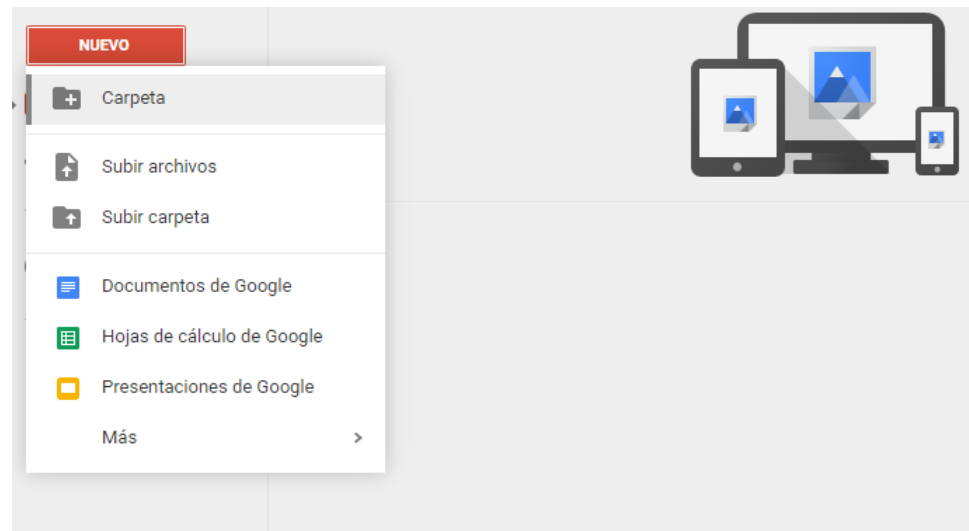 NUEVO
Carpeta
Subir archivos
Subir carpeta
Documentos de Google
Hojas de cálculo de Google
Presentaciones de Google
Más